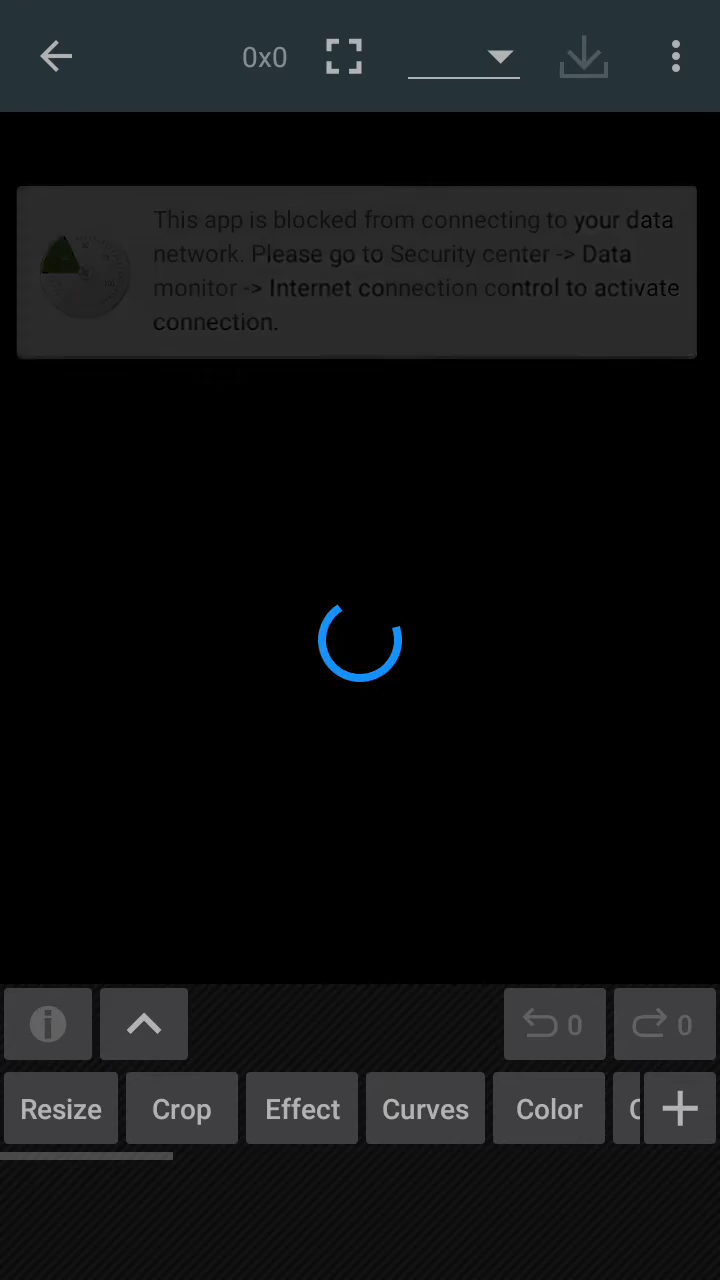 0x0
This app is blocked from connecting to your data
network. Please go to Security center -> Data
monitor -> Internet connection control to activate
connection.
0
0
Resize
Crop
Effect
Curves
Color